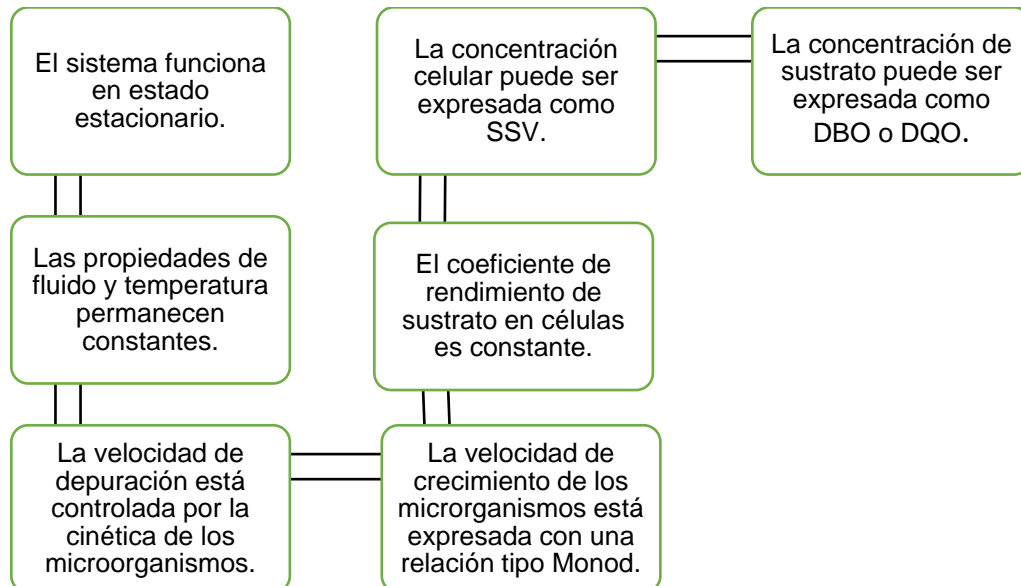 El sistema funciona
en estado
estacionario.
Las propiedades de
fluido y temperatura
permanecen
constantes.
La velocidad de
depuración está
controlada por la
cinética de los
microorganismos.
La velocidad de
crecimiento de los
microrganismos está
expresada con una
relación tipo Monod.
El coeficiente de
rendimiento de
sustrato en células
es constante.
La concentración
celular puede ser
expresada como
SSV.
La concentración de
sustrato puede ser
expresada como
DBO o DQO.